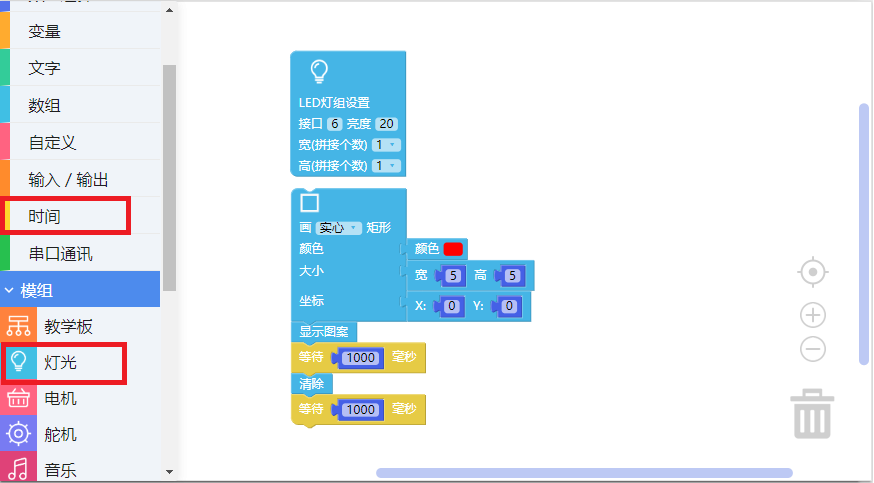 变量
文字
数组
自定义
输入 / 输出
时间
串口通讯
模组
教学板
灯光
电机
舵机
音乐
LED灯组设置
接口 6 亮度 20
宽(拼接个数) 1
高(拼接个数) 1
画 实心 矩形
颜色 颜色
大小 宽 5 高 5
坐标 X: 0 Y: 0
显示图案
等待 1000 毫秒
清除
等待 1000 毫秒